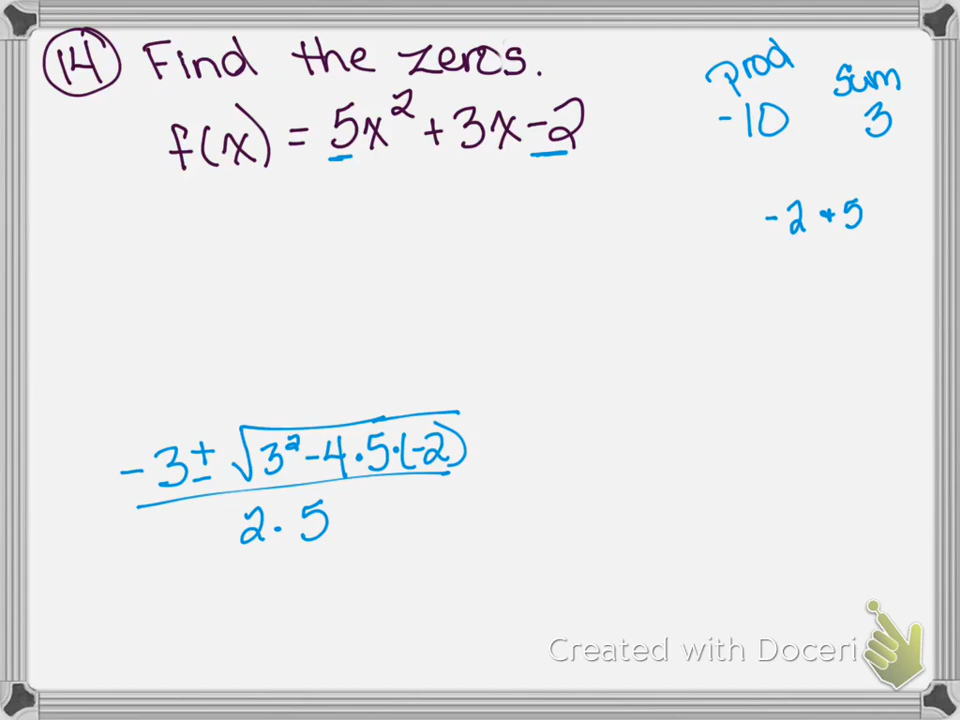 14 Find the zeros.
f(x) = 5x² + 3x - 2
Prod Sum
-10 3
-2 + 5
-3 ± √3² - 4 · 5 · (-2)
2 · 5
Created with Doceri